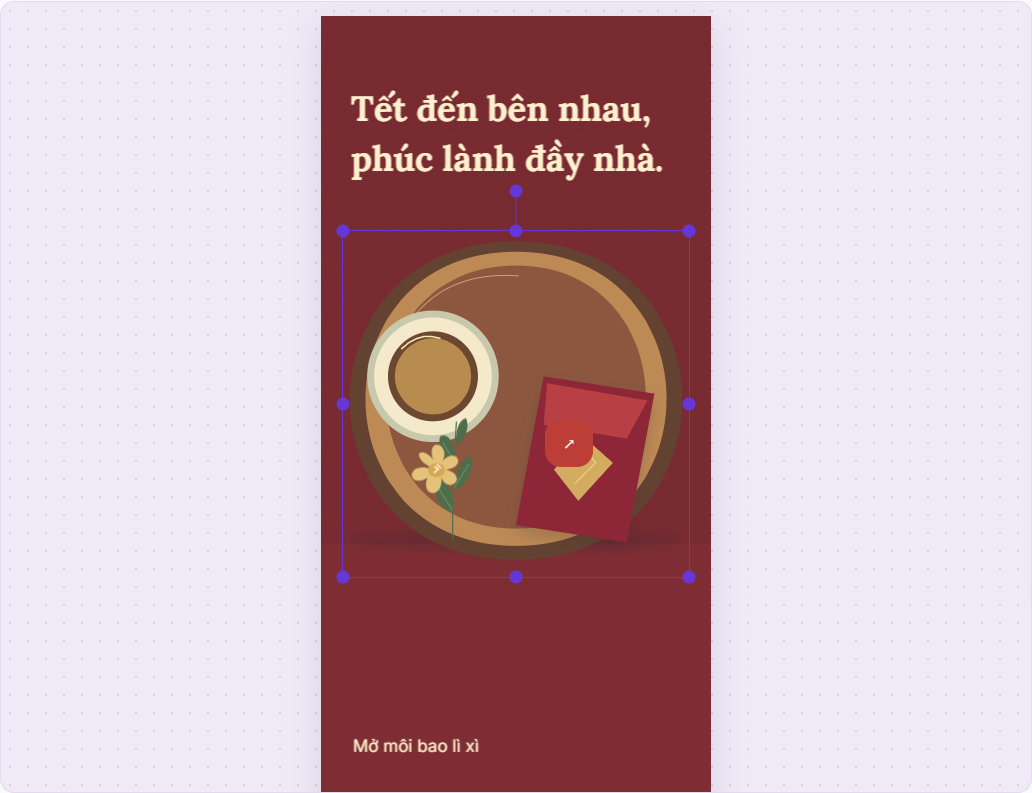 Tết đến bên nhau,
phúc lành đầy nhà.
Mở môi bao lì xì